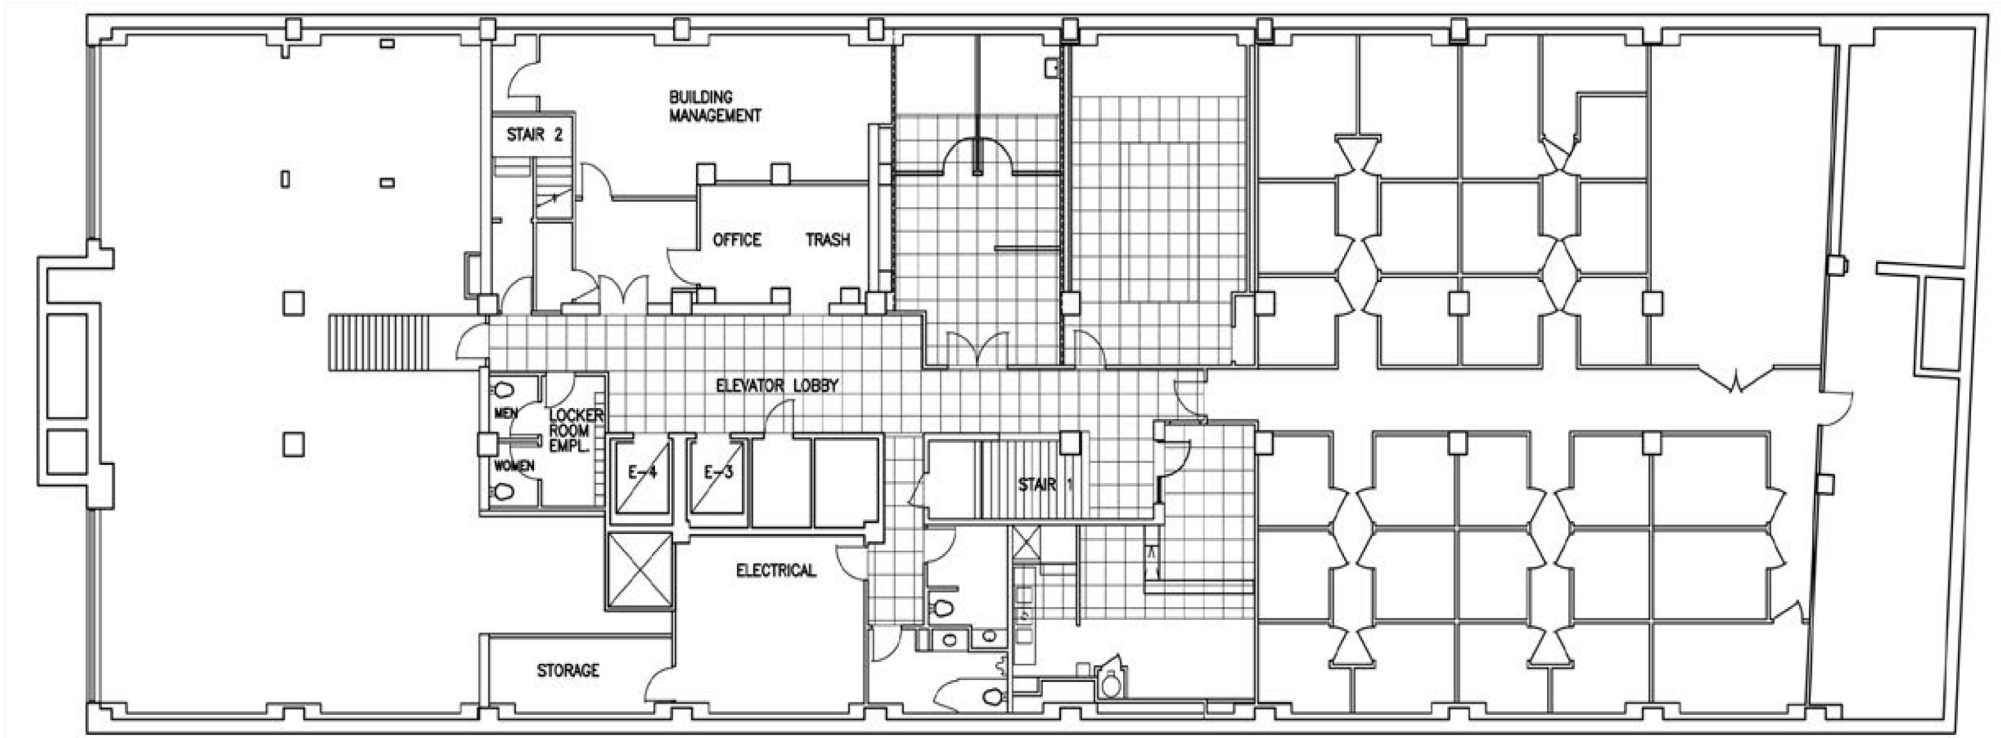 BUILDING
MANAGEMENT
STAIR 2
OFFICE
TRASH
ELEVATOR LOBBY
MEN
LOCKER
ROOM
EMPL.
WOMEN
E-4
E-3
STAIR 1
ELECTRICAL
STORAGE